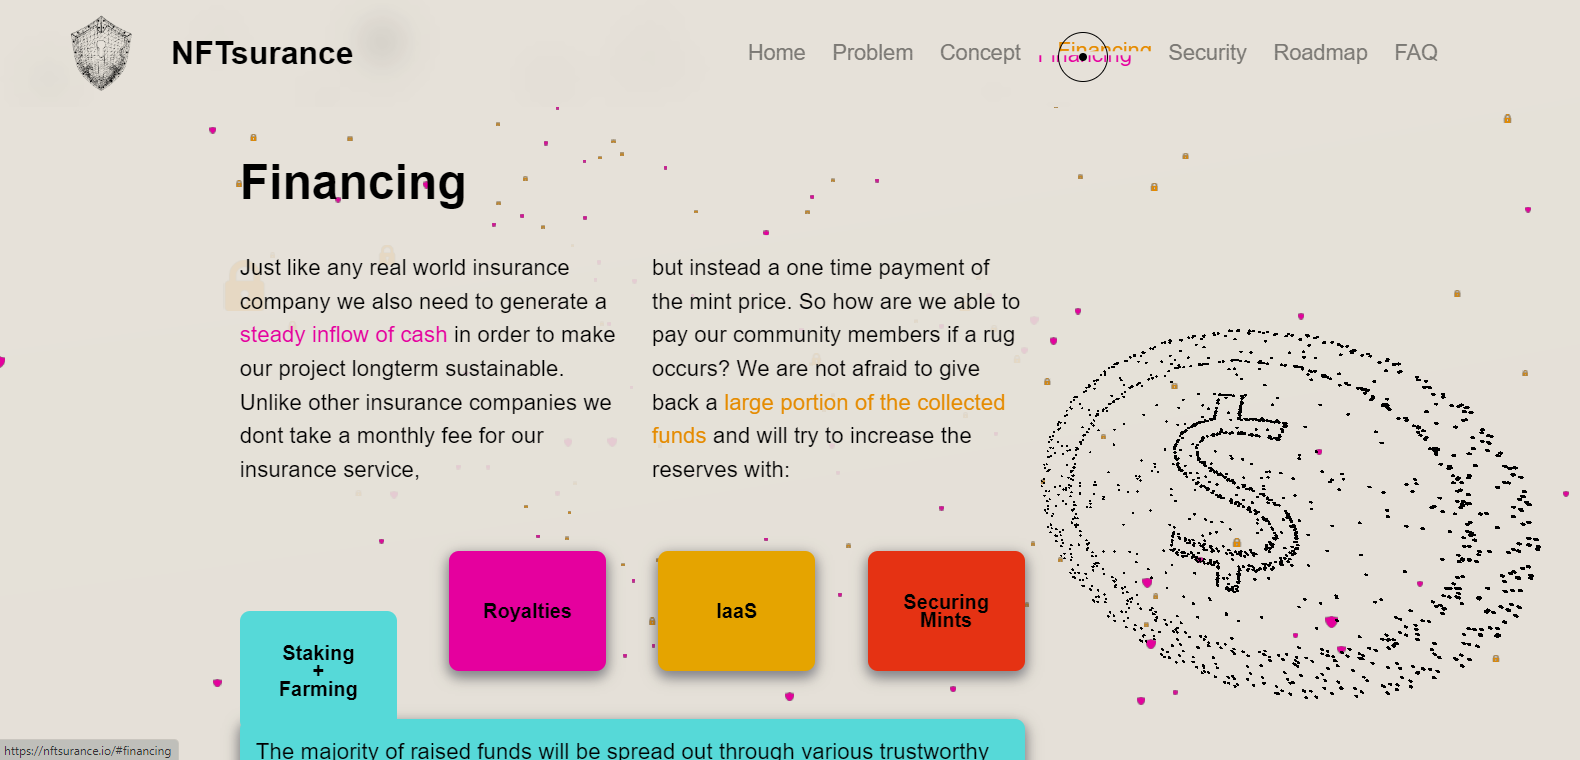 NFTsurance
Home Problem Concept Financing Security Roadmap FAQ
Financing
Just like any real world insurance
company we also need to generate a
steady inflow of cash in order to make
our project longterm sustainable.
Unlike other insurance companies we
dont take a monthly fee for our
insurance service,
but instead a one time payment of
the mint price. So how are we able to
pay our community members if a rug
occurs? We are not afraid to give
back a large portion of the collected
funds and will try to increase the
reserves with:
Staking
+
Farming
Royalties
IaaS
Securing
Mints
The majority of raised funds will be spread out through various trustworthy
https://nftsurance.io/#financing